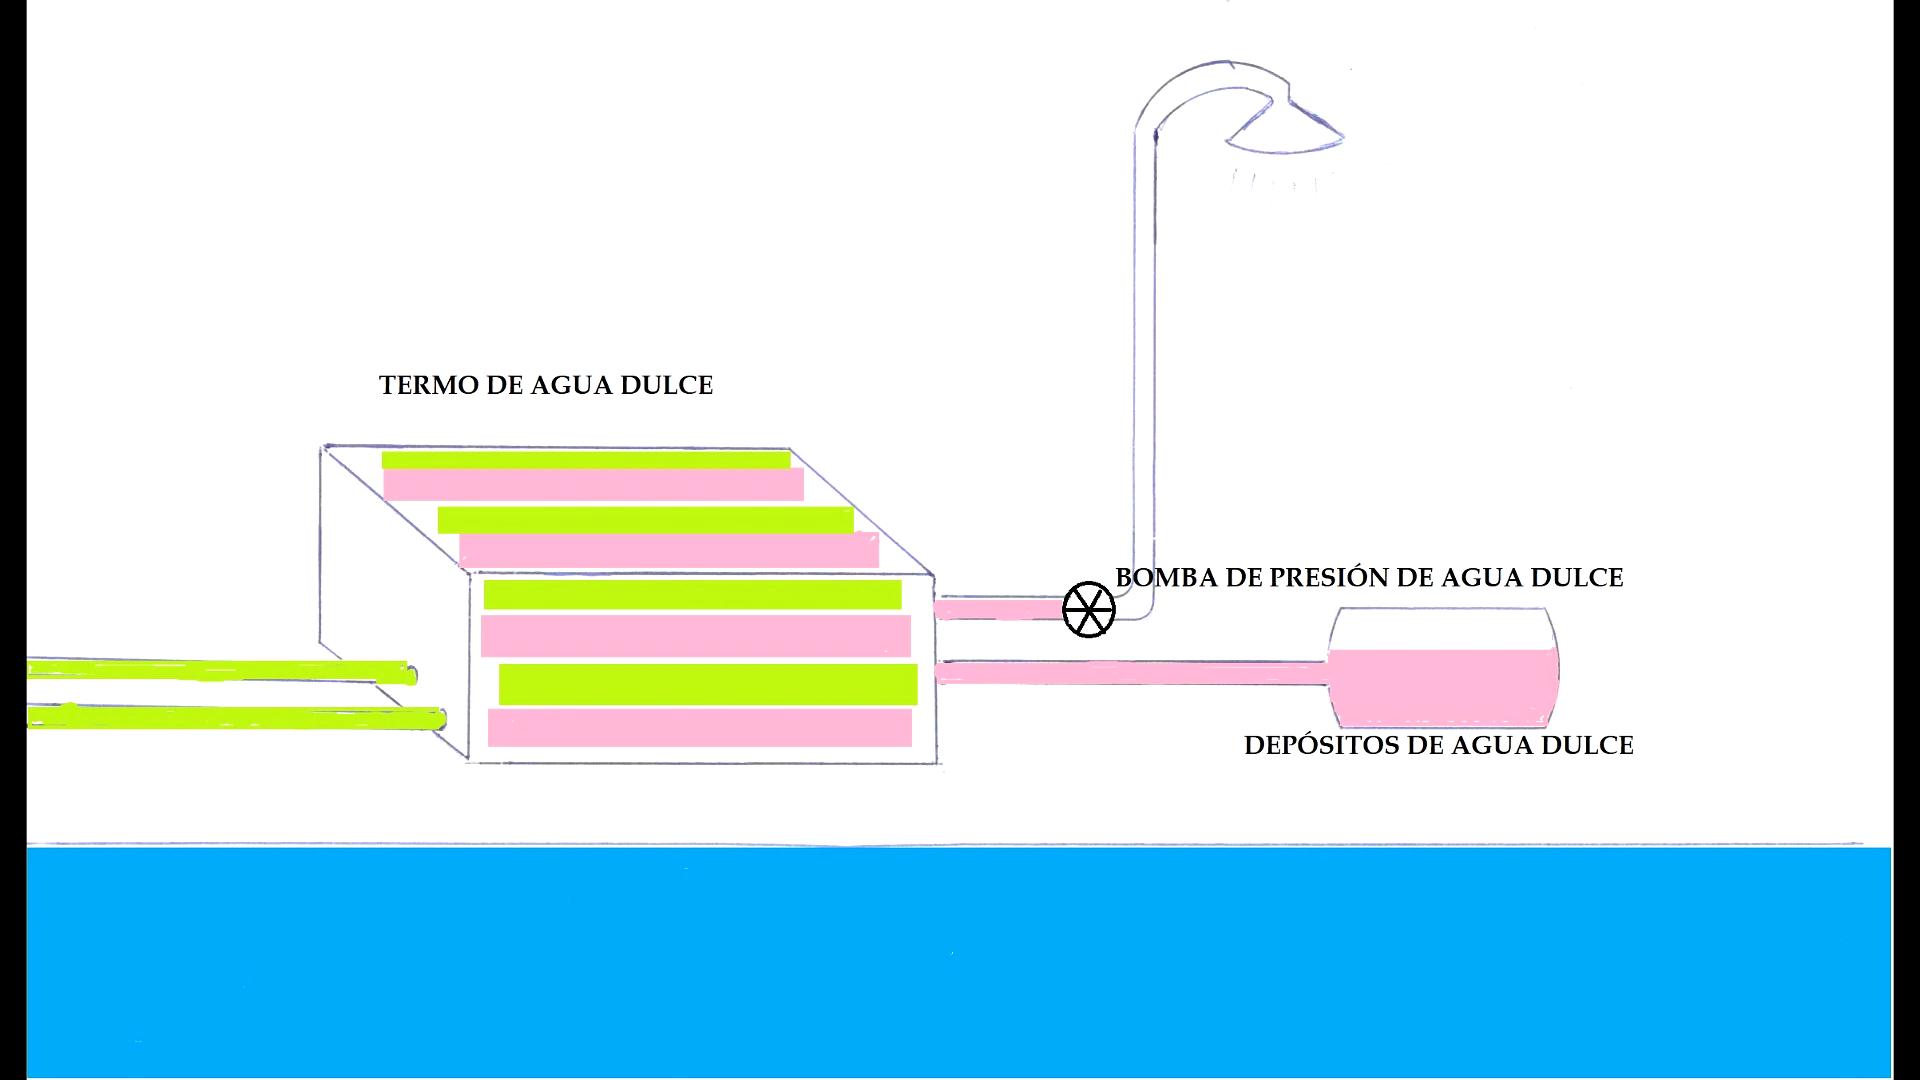 TERMO DE AGUA DULCE
BOMBA DE PRESIÓN DE AGUA DULCE
DEPÓSITOS DE AGUA DULCE